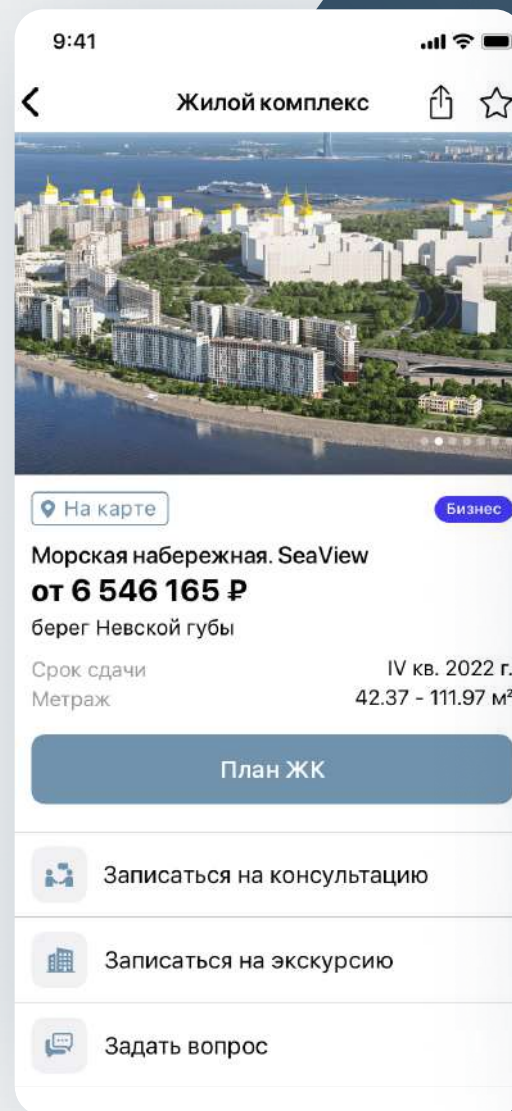 9:41
Жилой комплекс
На карте
Бизнес
Морская набережная. SeaView
от 6 546 165 ₽
берег Невской губы
Срок сдачи IV кв. 2022 г.
Метраж 42.37 - 111.97 м²
План ЖК
Записаться на консультацию
Записаться на экскурсию
Задать вопрос